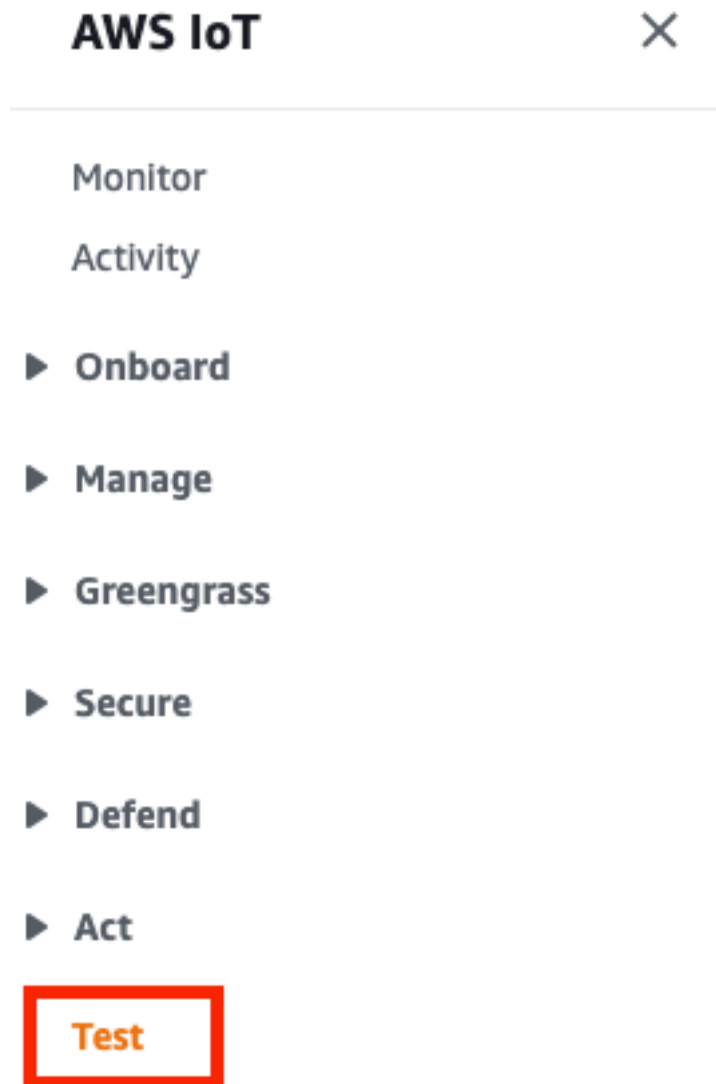 AWS IoT
Monitor
Activity
Onboard
Manage
Greengrass
Secure
Defend
Act
Test